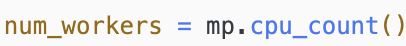 num_workers = mp.cpu_count()